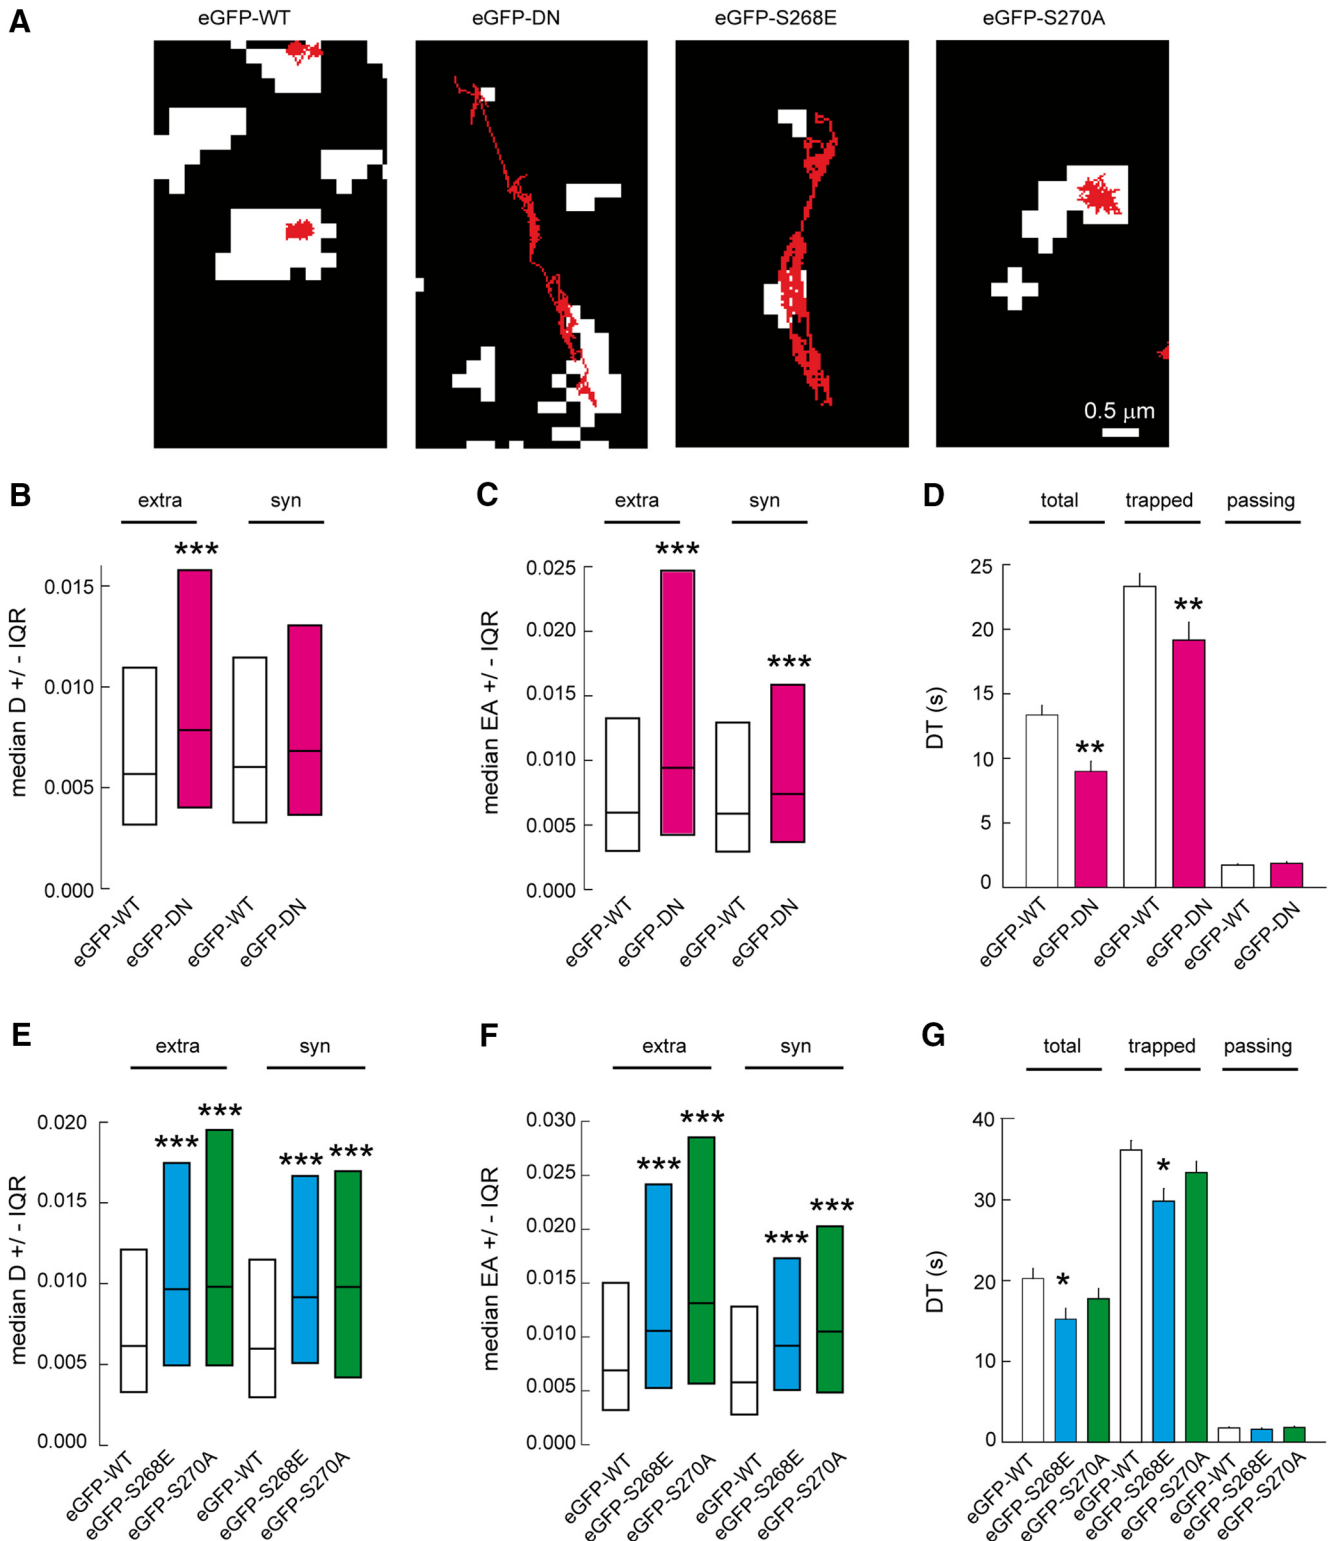 A
eGFP-WT
eGFP-DN
eGFP-S268E
eGFP-S270A
0.5 µm
B
extra
syn
***
median D +/ - IQR
0.015
0.010
0.005
0.000
eGFP-WT
eGFP-DN
eGFP-WT
eGFP-DN
C
extra
syn
***
***
median EA +/ - IQR
0.025
0.020
0.015
0.010
0.005
0.000
eGFP-WT
eGFP-DN
eGFP-WT
eGFP-DN
D
total
trapped
passing
**
**
DT (s)
25
20
15
10
5
0
eGFP-WT
eGFP-DN
eGFP-WT
eGFP-DN
eGFP-WT
eGFP-DN
E
extra
syn
***
***
***
***
median D +/ - IQR
0.020
0.015
0.010
0.005
0.000
eGFP-WT
eGFP-S268E
eGFP-S270A
eGFP-WT
eGFP-S268E
eGFP-S270A
F
extra
syn
***
***
***
***
median EA +/ - IQR
0.030
0.025
0.020
0.015
0.010
0.005
0.000
eGFP-WT
eGFP-S268E
eGFP-S270A
eGFP-WT
eGFP-S268E
eGFP-S270A
G
total
trapped
passing
*
*
DT (s)
40
30
20
10
0
eGFP-WT
eGFP-S268E
eGFP-S270A
eGFP-WT
eGFP-S268E
eGFP-S270A
eGFP-WT
eGFP-S268E
eGFP-S270A